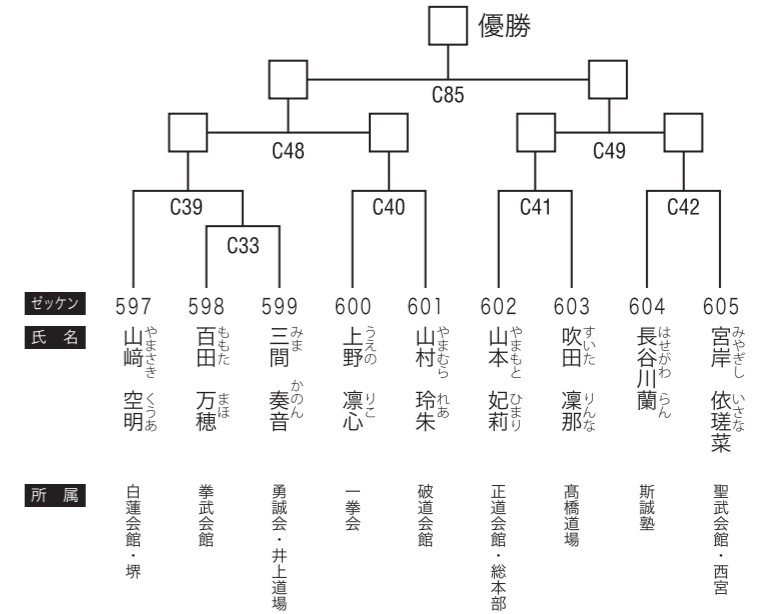 優勝
C85
C48
C49
C39
C40
C41
C42
C33
ゼッケン
597
598
599
600
601
602
603
604
605
氏 名
山﨑 空明
やまさき くうあ
百田 万穂
ももた まほ
三間 奏音
みま かのん
上野 凛心
うえの りこ
山村 玲朱
やまむら れあ
山本 妃莉
やまもと ひまり
吹田 凜那
すいた りんな
長谷川蘭
はせがわ らん
宮岸 依瑳菜
みやぎし いさな
所 属
白蓮会館・堺
拳武会館
勇誠会・井上道場
一拳会
破道会館
正道会館・総本部
髙橋道場
斯誠塾
聖武会館・西宮